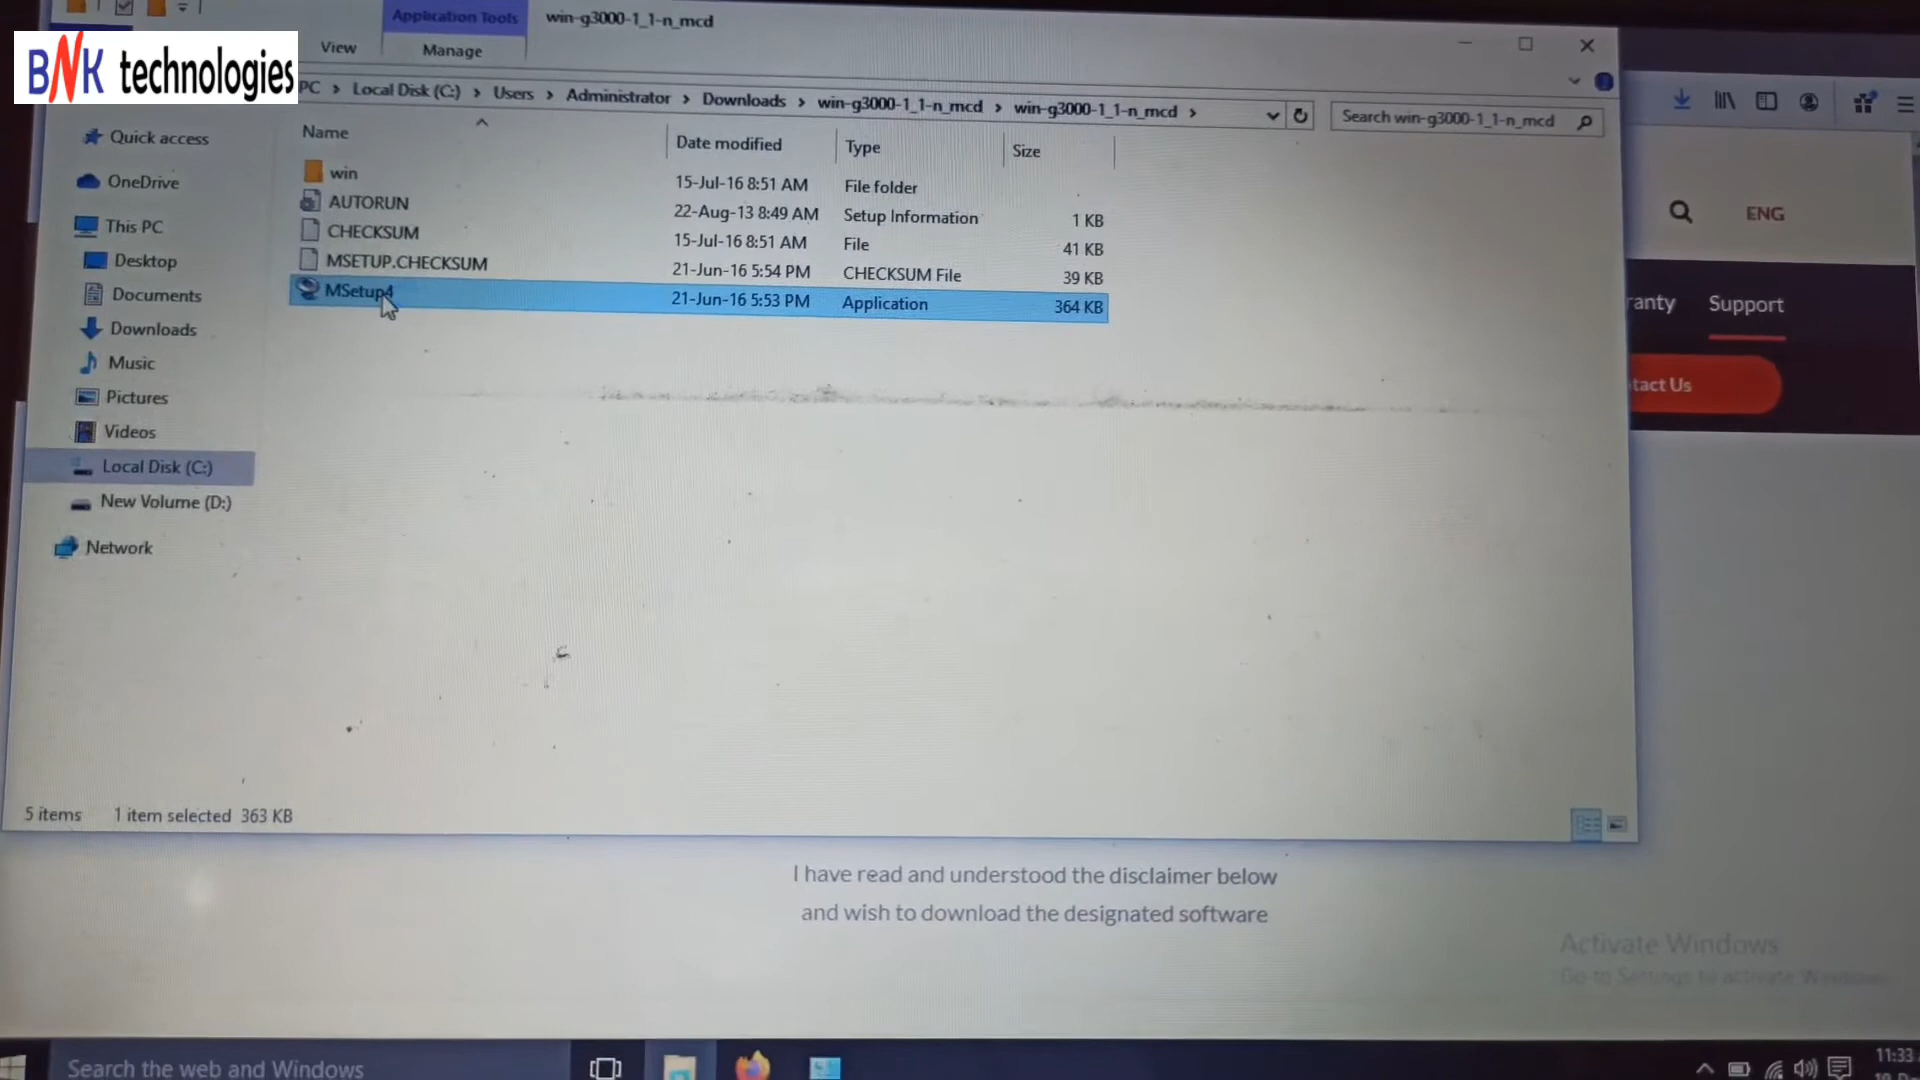 Application Tools
win-g3000-1_1-n_mcd
BNK technologies
View
Manage
PC > Local Disk (C:) > Users > Administrator > Downloads > win-g3000-1_1-n_mcd > win-g3000-1_1-n_mcd >
Search win-g3000-1_1-n_mcd
Name
Date modified
Type
Size
Quick access
OneDrive
This PC
Desktop
Documents
Downloads
Music
Pictures
Videos
Local Disk (C:)
New Volume (D:)
Network
win 15-Jul-16 8:51 AM File folder
AUTORUN 22-Aug-13 8:49 AM Setup Information 1 KB
CHECKSUM 15-Jul-16 8:51 AM File 41 KB
MSETUP.CHECKSUM 21-Jun-16 5:54 PM CHECKSUM File 39 KB
MSetup4 21-Jun-16 5:53 PM Application 364 KB
ENG
ranty
Support
tact Us
5 items 1 item selected 363 KB
I have read and understood the disclaimer below
and wish to download the designated software
Activate Windows
Go to Settings to activate Windows.
Search the web and Windows
11:33